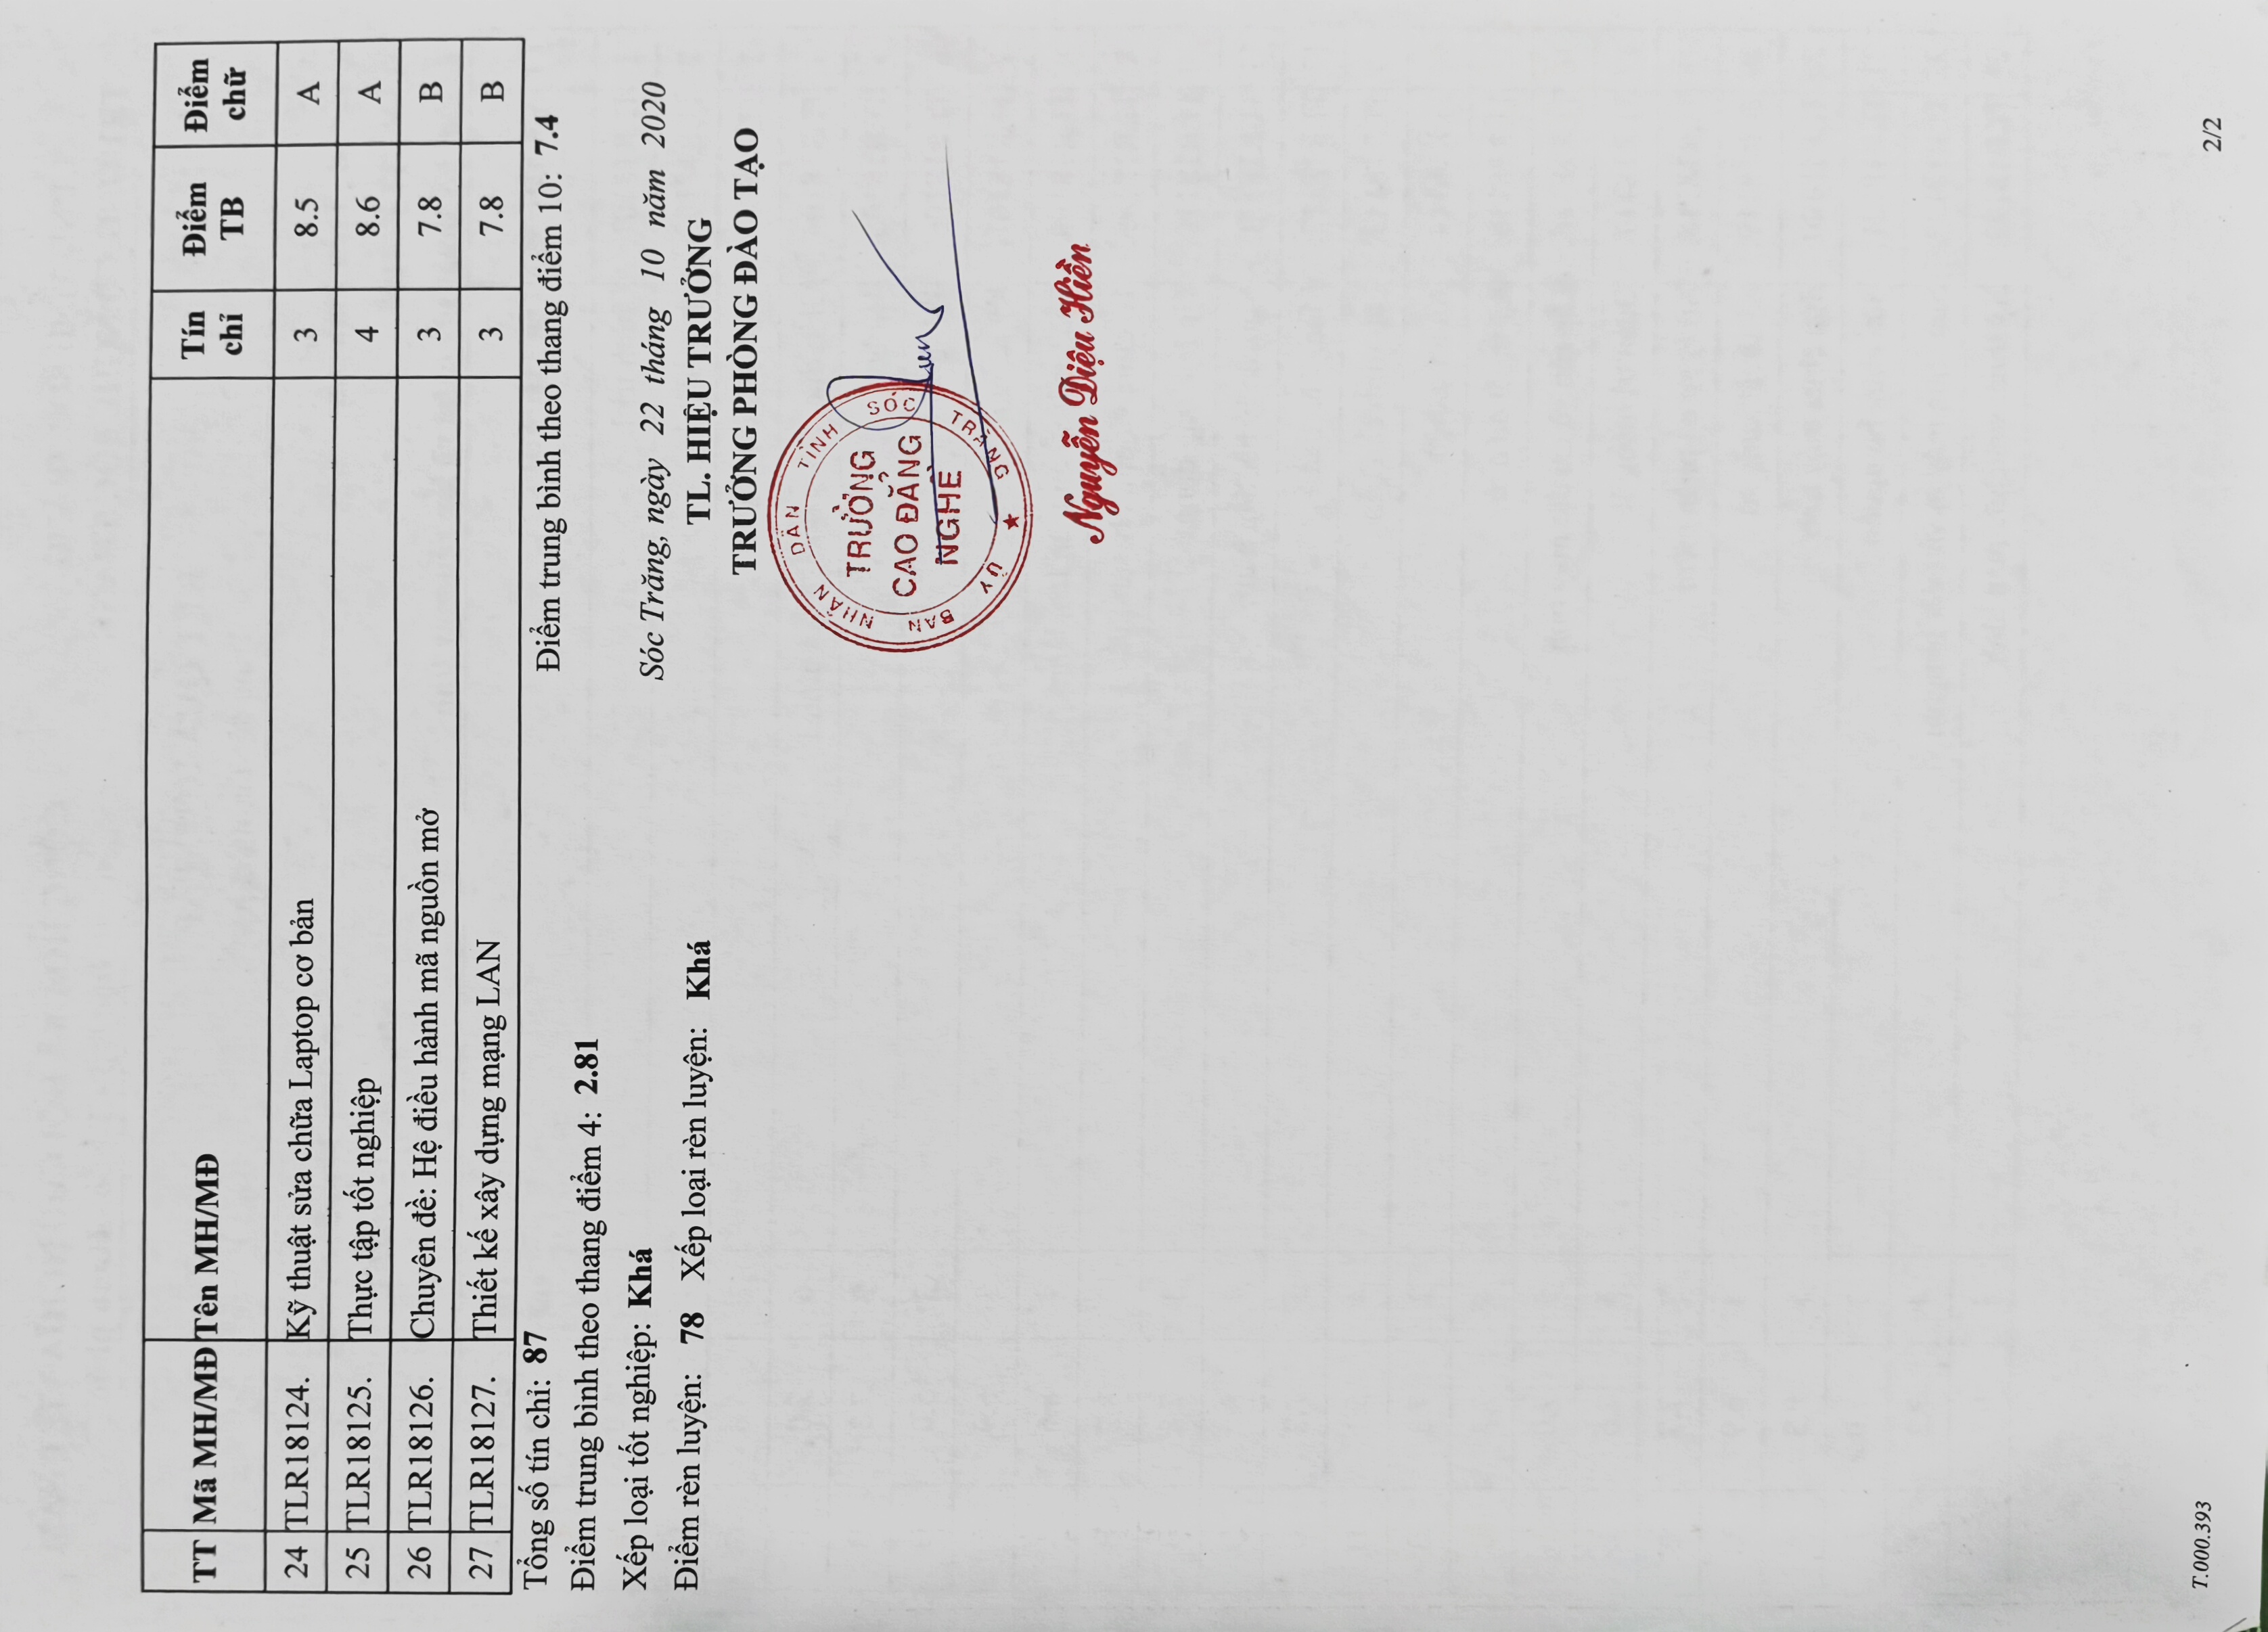 TT Mã MH/MĐ Tên MH/MĐ Tín chỉ Điểm TB Điểm chữ
24 TLR18124. Kỹ thuật sửa chữa Laptop cơ bản 3 8.5 A
25 TLR18125. Thực tập tốt nghiệp 4 8.6 A
26 TLR18126. Chuyên đề: Hệ điều hành mã nguồn mở 3 7.8 B
27 TLR18127. Thiết kế xây dựng mạng LAN 3 7.8 B
Tổng số tín chỉ: 87 Điểm trung bình theo thang điểm 10: 7.4
Điểm trung bình theo thang điểm 4: 2.81
Xếp loại tốt nghiệp: Khá
Điểm rèn luyện: 78 Xếp loại rèn luyện: Khá
Sóc Trăng, ngày 22 tháng 10 năm 2020
TL. HIỆU TRƯỞNG
TRƯỞNG PHÒNG ĐÀO TẠO
ỦY BAN NHÂN DÂN TỈNH SÓC TRĂNG
TRƯỜNG
CAO ĐẲNG
NGHỀ
Nguyễn Diệu Hiền
T.000.393
2/2